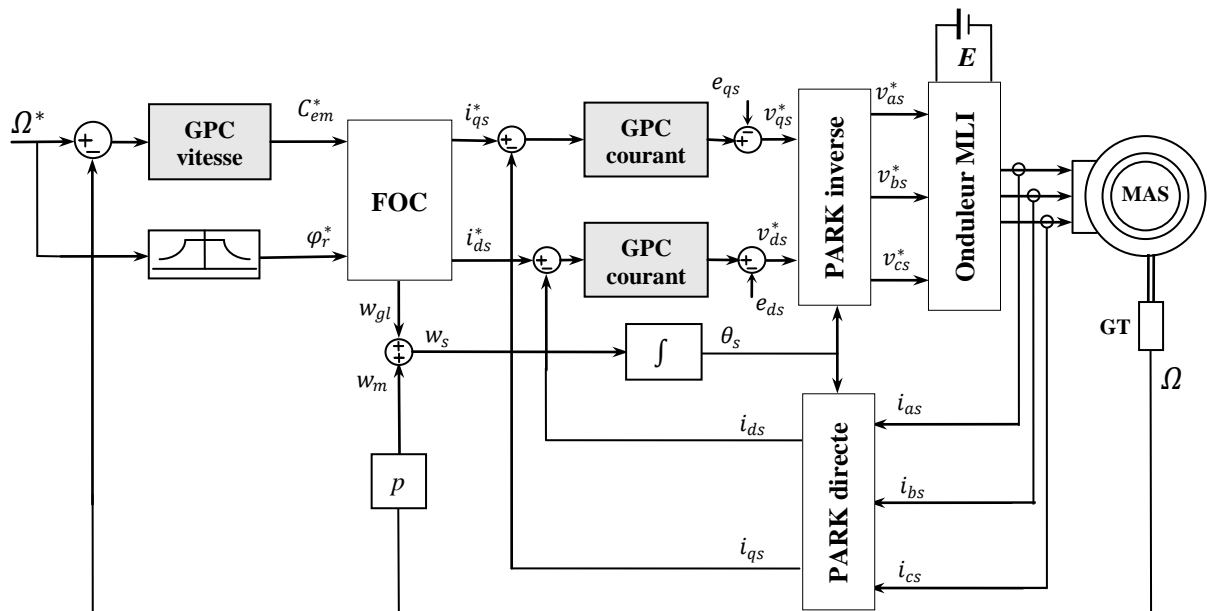 E
Ω*
+
−
GPC
vitesse
C*em
φ*r
FOC
i*qs
i*ds
+
−
+
−
GPC
courant
GPC
courant
eqs
+
−
v*qs
v*ds
+
−
eds
PARK inverse
v*as
v*bs
v*cs
Onduleur MLI
MAS
GT
Ω
wgl
+
+
ws
wm
∫
θs
p
ids
iqs
PARK directe
ias
ibs
ics